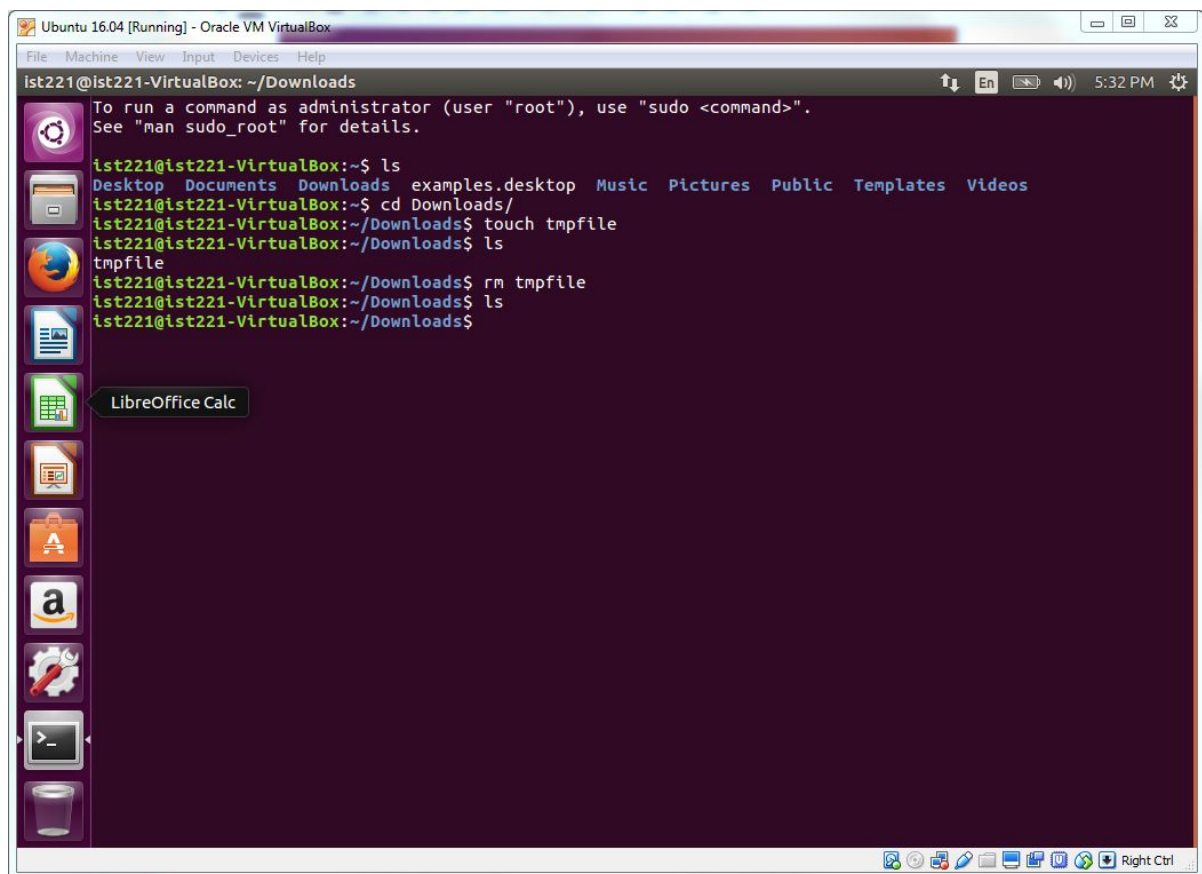 Ubuntu 16.04 [Running] - Oracle VM VirtualBox
File Machine View Input Devices Help
ist221@ist221-VirtualBox: ~/Downloads En 5:32 PM
To run a command as administrator (user "root"), use "sudo <command>".
See "man sudo_root" for details.
ist221@ist221-VirtualBox:~$ ls
Desktop Documents Downloads examples.desktop Music Pictures Public Templates Videos
ist221@ist221-VirtualBox:~$ cd Downloads/
ist221@ist221-VirtualBox:~/Downloads$ touch tmpfile
ist221@ist221-VirtualBox:~/Downloads$ ls
tmpfile
ist221@ist221-VirtualBox:~/Downloads$ rm tmpfile
ist221@ist221-VirtualBox:~/Downloads$ ls
ist221@ist221-VirtualBox:~/Downloads$
LibreOffice Calc
A
a
>_
Right Ctrl